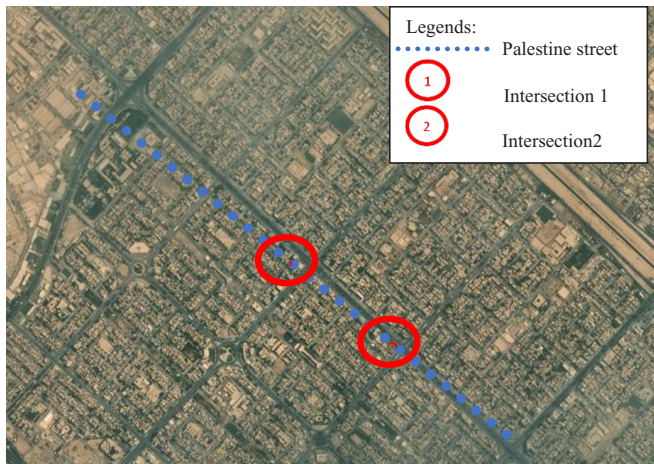 Legends:
Palestine street
1
Intersection 1
2
Intersection2